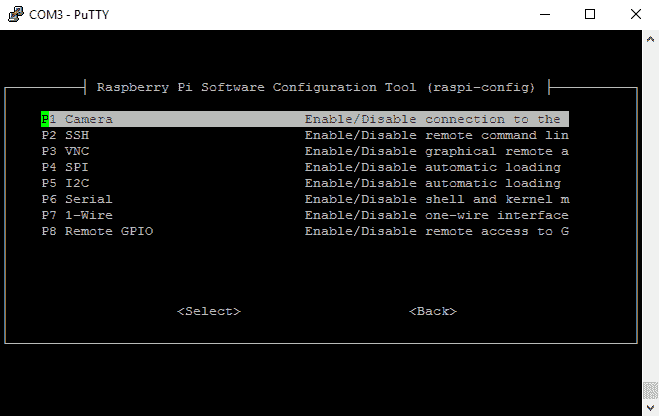 COM3 - PuTTY
Raspberry Pi Software Configuration Tool (raspi-config)
P1 Camera Enable/Disable connection to the
P2 SSH Enable/Disable remote command lin
P3 VNC Enable/Disable graphical remote a
P4 SPI Enable/Disable automatic loading
P5 I2C Enable/Disable automatic loading
P6 Serial Enable/Disable shell and kernel m
P7 1-Wire Enable/Disable one-wire interface
P8 Remote GPIO Enable/Disable remote access to G
<Select> <Back>